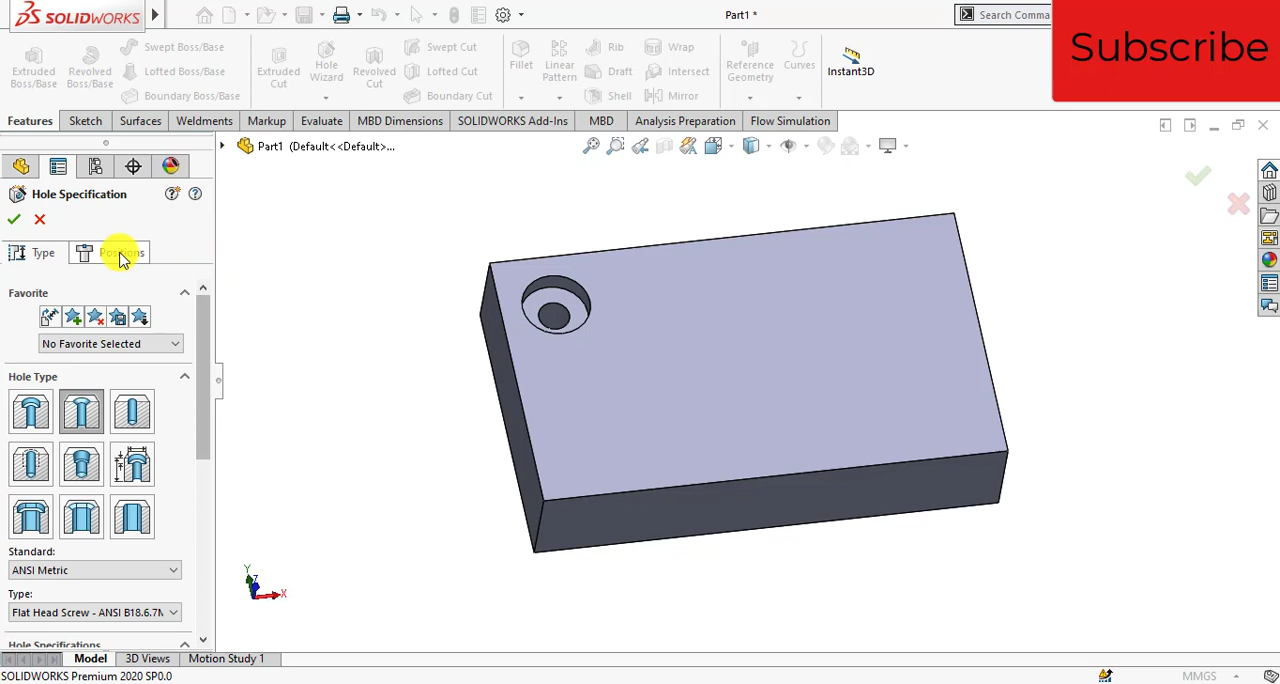 SOLIDWORKS
Part1 *
Search Comma
Subscribe
Extruded Boss/Base
Revolved Boss/Base
Swept Boss/Base
Lofted Boss/Base
Boundary Boss/Base
Extruded Cut
Hole Wizard
Revolved Cut
Swept Cut
Lofted Cut
Boundary Cut
Fillet
Linear Pattern
Rib
Draft
Shell
Wrap
Intersect
Mirror
Reference Geometry
Curves
Instant3D
Features
Sketch
Surfaces
Weldments
Markup
Evaluate
MBD Dimensions
SOLIDWORKS Add-Ins
MBD
Analysis Preparation
Flow Simulation
Part1 (Default<<Default>...
Hole Specification
Type
Positions
Favorite
No Favorite Selected
Hole Type
Standard:
ANSI Metric
Type:
Flat Head Screw - ANSI B18.6.7M
Hole Specifications
Y
Z
X
Model
3D Views
Motion Study 1
SOLIDWORKS Premium 2020 SP0.0
MMGS